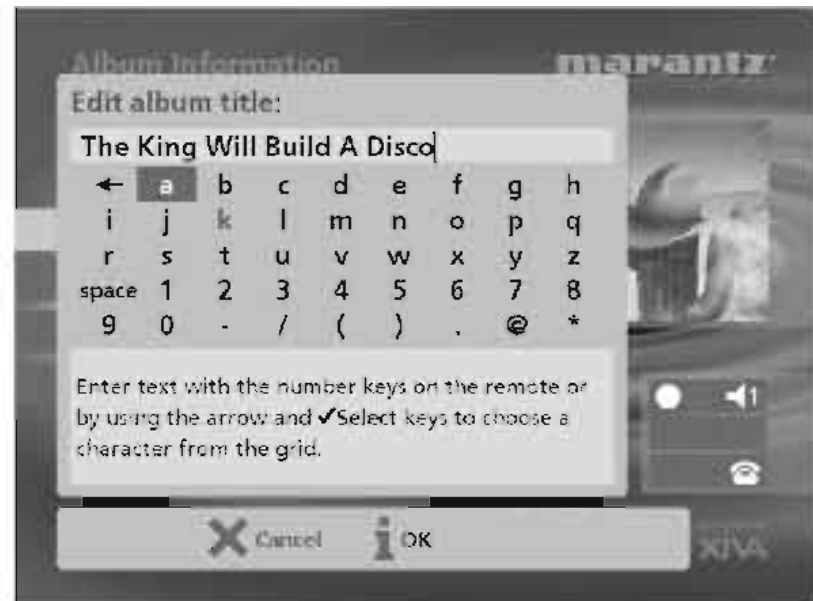 Album Information
marantz
Edit album title:
The King Will Build A Disco
← a b c d e f g h
i j k l m n o p q
r s t u v w x y z
space 1 2 3 4 5 6 7 8
9 0 - / ( ) . @ *
Enter text with the number keys on the remote or
by using the arrow and ✓Select keys to choose a
character from the grid.
1
Cancel
OK
XiVA